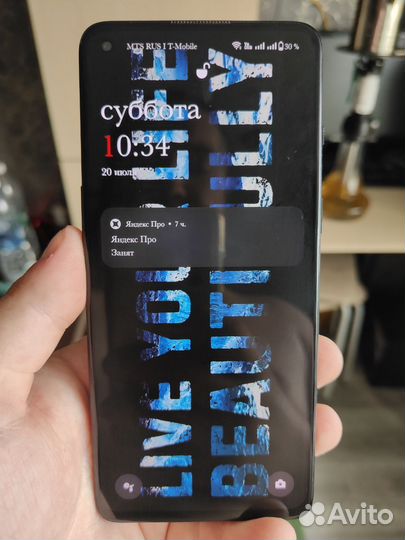 MTS RUS I T-Mobile
30 %
суббота
10:34
20 июля
Яндекс Про • 7 ч.
Яндекс Про
Занят
LIVE YOUR LIFE
BEAUTIFULLY
Avito